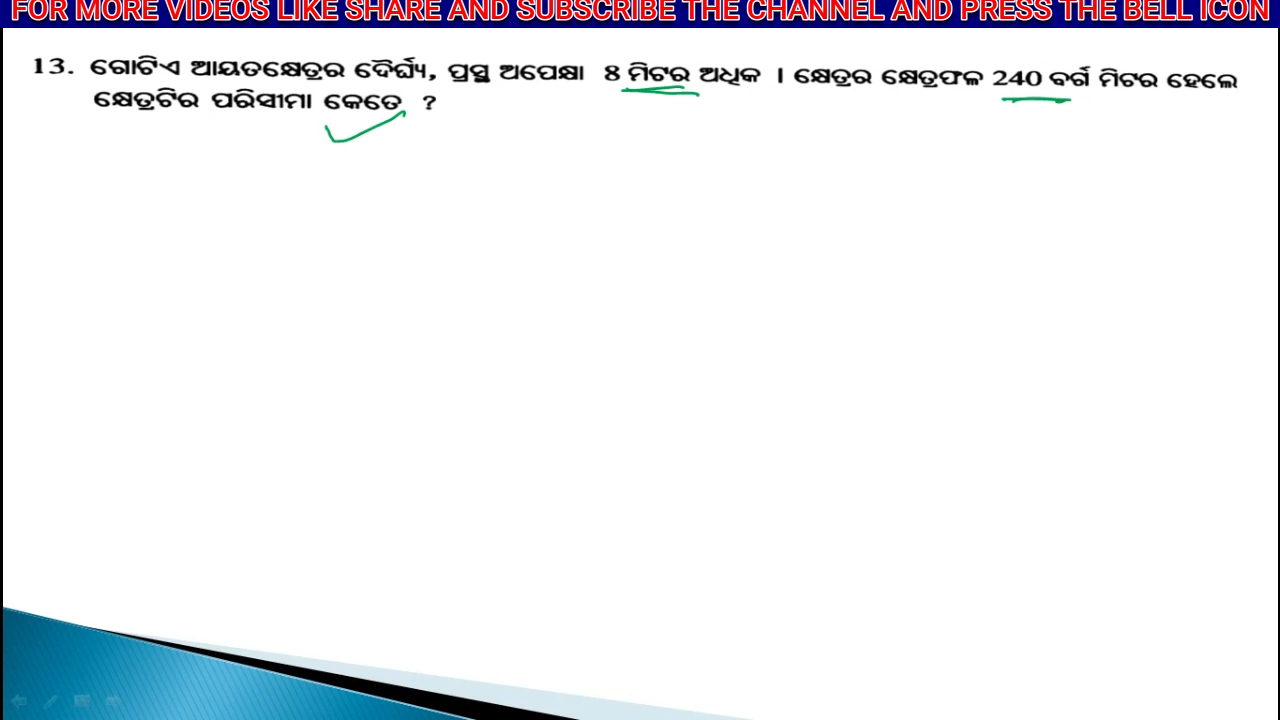 FOR MORE VIDEOS LIKE SHARE AND SUBSCRIBE THE CHANNEL AND PRESS THE BELL ICON
13. ଗୋଟିଏ ଆୟତକ୍ଷେତ୍ରର ଦୈର୍ଘ୍ୟ, ପ୍ରସ୍ଥ ଅପେକ୍ଷା 8 ମିଟର ଅଧିକ । କ୍ଷେତ୍ରର କ୍ଷେତ୍ରଫଳ 240 ବର୍ଗ ମିଟର ହେଲେ
କ୍ଷେତ୍ରଟିର ପରିସୀମା କେତେ ?